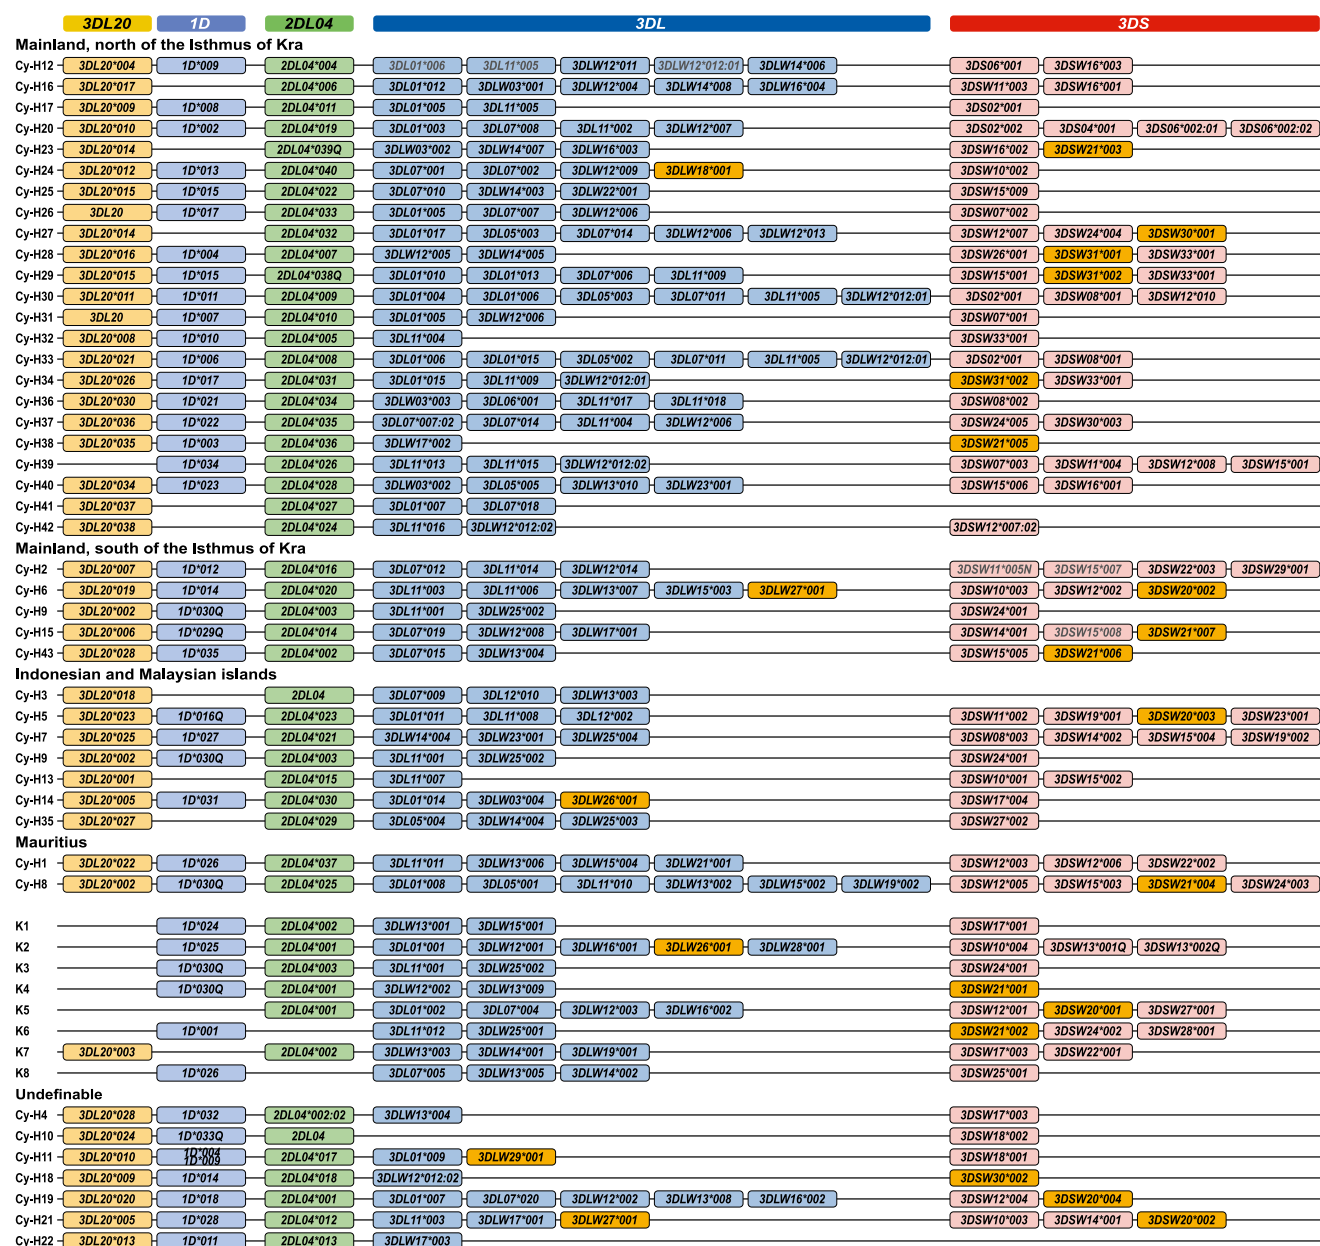 3DL20 1D 2DL04 3DL 3DS
Mainland, north of the Isthmus of Kra
Cy-H12 3DL20*004 1D*009 2DL04*004 3DL01*006 3DL11*005 3DLW12*011 3DLW12*012:01 3DLW14*006 3DS06*001 3DSW16*003
Cy-H16 3DL20*017 2DL04*006 3DL01*012 3DLW03*001 3DLW12*004 3DLW14*008 3DLW16*004 3DSW11*003 3DSW16*001
Cy-H17 3DL20*009 1D*008 2DL04*011 3DL01*005 3DL11*005 3DS02*001
Cy-H20 3DL20*010 1D*002 2DL04*019 3DL01*003 3DL07*008 3DL11*002 3DLW12*007 3DS02*002 3DS04*001 3DS06*002:01 3DS06*002:02
Cy-H23 3DL20*014 2DL04*039Q 3DLW03*002 3DLW14*007 3DLW16*003 3DSW16*002 3DSW21*003
Cy-H24 3DL20*012 1D*013 2DL04*040 3DL07*001 3DL07*002 3DLW12*009 3DLW18*001 3DSW10*002
Cy-H25 3DL20*015 1D*015 2DL04*022 3DL07*010 3DLW14*003 3DLW22*001 3DSW15*009
Cy-H26 3DL20 1D*017 2DL04*033 3DL01*005 3DL07*007 3DLW12*006 3DSW07*002
Cy-H27 3DL20*014 2DL04*032 3DL01*017 3DL05*003 3DL07*014 3DLW12*006 3DLW12*013 3DSW12*007 3DSW24*004 3DSW30*001
Cy-H28 3DL20*016 1D*004 2DL04*007 3DLW12*005 3DLW14*005 3DSW26*001 3DSW31*001 3DSW33*001
Cy-H29 3DL20*015 1D*015 2DL04*038Q 3DL01*010 3DL01*013 3DL07*006 3DL11*009 3DSW15*001 3DSW31*002 3DSW33*001
Cy-H30 3DL20*011 1D*011 2DL04*009 3DL01*004 3DL01*006 3DL05*003 3DL07*011 3DL11*005 3DLW12*012:01 3DS02*001 3DSW08*001 3DSW12*010
Cy-H31 3DL20 1D*007 2DL04*010 3DL01*005 3DLW12*006 3DSW07*001
Cy-H32 3DL20*008 1D*010 2DL04*005 3DL11*004 3DSW33*001
Cy-H33 3DL20*021 1D*006 2DL04*008 3DL01*006 3DL01*015 3DL05*002 3DL07*011 3DL11*005 3DLW12*012:01 3DS02*001 3DSW08*001
Cy-H34 3DL20*026 1D*017 2DL04*031 3DL01*015 3DL11*009 3DLW12*012:01 3DSW31*002 3DSW33*001
Cy-H36 3DL20*030 1D*021 2DL04*034 3DLW03*003 3DL06*001 3DL11*017 3DL11*018 3DSW08*002
Cy-H37 3DL20*036 1D*022 2DL04*035 3DL07*007:02 3DL07*014 3DL11*004 3DLW12*006 3DSW24*005 3DSW30*003
Cy-H38 3DL20*035 1D*003 2DL04*036 3DLW17*002 3DSW21*005
Cy-H39 1D*034 2DL04*026 3DL11*013 3DL11*015 3DLW12*012:02 3DSW07*003 3DSW11*004 3DSW12*008 3DSW15*001
Cy-H40 3DL20*034 1D*023 2DL04*028 3DLW03*002 3DL05*005 3DLW13*010 3DLW23*001 3DSW15*006 3DSW16*001
Cy-H41 3DL20*037 2DL04*027 3DL01*007 3DL07*018
Cy-H42 3DL20*038 2DL04*024 3DL11*016 3DLW12*012:02 3DSW12*007:02
Mainland, south of the Isthmus of Kra
Cy-H2 3DL20*007 1D*012 2DL04*016 3DL07*012 3DL11*014 3DLW12*014 3DSW11*005N 3DSW15*007 3DSW22*003 3DSW29*001
Cy-H6 3DL20*019 1D*014 2DL04*020 3DL11*003 3DL11*006 3DLW13*007 3DLW15*003 3DLW27*001 3DSW10*003 3DSW12*002 3DSW20*002
Cy-H9 3DL20*002 1D*030Q 2DL04*003 3DL11*001 3DLW25*002 3DSW24*001
Cy-H15 3DL20*006 1D*029Q 2DL04*014 3DL07*019 3DLW12*008 3DLW17*001 3DSW14*001 3DSW15*008 3DSW21*007
Cy-H43 3DL20*028 1D*035 2DL04*002 3DL07*015 3DLW13*004 3DSW15*005 3DSW21*006
Indonesian and Malaysian islands
Cy-H3 3DL20*018 2DL04 3DL07*009 3DL12*010 3DLW13*003
Cy-H5 3DL20*023 1D*016Q 2DL04*023 3DL01*011 3DL11*008 3DL12*002 3DSW11*002 3DSW19*001 3DSW20*003 3DSW23*001
Cy-H7 3DL20*025 1D*027 2DL04*021 3DLW14*004 3DLW23*001 3DLW25*004 3DSW08*003 3DSW14*002 3DSW15*004 3DSW19*002
Cy-H9 3DL20*002 1D*030Q 2DL04*003 3DL11*001 3DLW25*002 3DSW24*001
Cy-H13 3DL20*001 2DL04*015 3DL11*007 3DSW10*001 3DSW15*002
Cy-H14 3DL20*005 1D*031 2DL04*030 3DL01*014 3DLW03*004 3DLW26*001 3DSW17*004
Cy-H35 3DL20*027 2DL04*029 3DL05*004 3DLW14*004 3DLW25*003 3DSW27*002
Mauritius
Cy-H1 3DL20*022 1D*026 2DL04*037 3DL11*011 3DLW13*006 3DLW15*004 3DLW21*001 3DSW12*003 3DSW12*006 3DSW22*002
Cy-H8 3DL20*002 1D*030Q 2DL04*025 3DL01*008 3DL05*001 3DL11*010 3DLW13*002 3DLW15*002 3DLW19*002 3DSW12*005 3DSW15*003 3DSW21*004 3DSW24*003
K1 1D*024 2DL04*002 3DLW13*001 3DLW15*001 3DSW17*001
K2 1D*025 2DL04*001 3DL01*001 3DLW12*001 3DLW16*001 3DLW26*001 3DLW28*001 3DSW10*004 3DSW13*001Q 3DSW13*002Q
K3 1D*030Q 2DL04*003 3DL11*001 3DLW25*002 3DSW24*001
K4 1D*030Q 2DL04*001 3DLW12*002 3DLW13*009 3DSW21*001
K5 2DL04*001 3DL01*002 3DL07*004 3DLW12*003 3DLW16*002 3DSW12*001 3DSW20*001 3DSW27*001
K6 1D*001 3DL11*012 3DLW25*001 3DSW21*002 3DSW24*002 3DSW28*001
K7 3DL20*003 2DL04*002 3DLW13*003 3DLW14*001 3DLW19*001 3DSW17*003 3DSW22*001
K8 1D*026 3DL07*005 3DLW13*005 3DLW14*002 3DSW25*001
Undefinable
Cy-H4 3DL20*028 1D*032 2DL04*002:02 3DLW13*004 3DSW17*003
Cy-H10 3DL20*024 1D*033Q 2DL04 3DSW18*002
Cy-H11 3DL20*010 1D*004 1D*009 2DL04*017 3DL01*009 3DLW29*001 3DSW18*001
Cy-H18 3DL20*009 1D*014 2DL04*018 3DLW12*012:02 3DSW30*002
Cy-H19 3DL20*020 1D*018 2DL04*001 3DL01*007 3DL07*020 3DLW12*002 3DLW13*008 3DLW16*002 3DSW12*004 3DSW20*004
Cy-H21 3DL20*005 1D*028 2DL04*012 3DL11*003 3DLW17*001 3DLW27*001 3DSW10*003 3DSW14*001 3DSW20*002
Cy-H22 3DL20*013 1D*011 2DL04*013 3DLW17*003